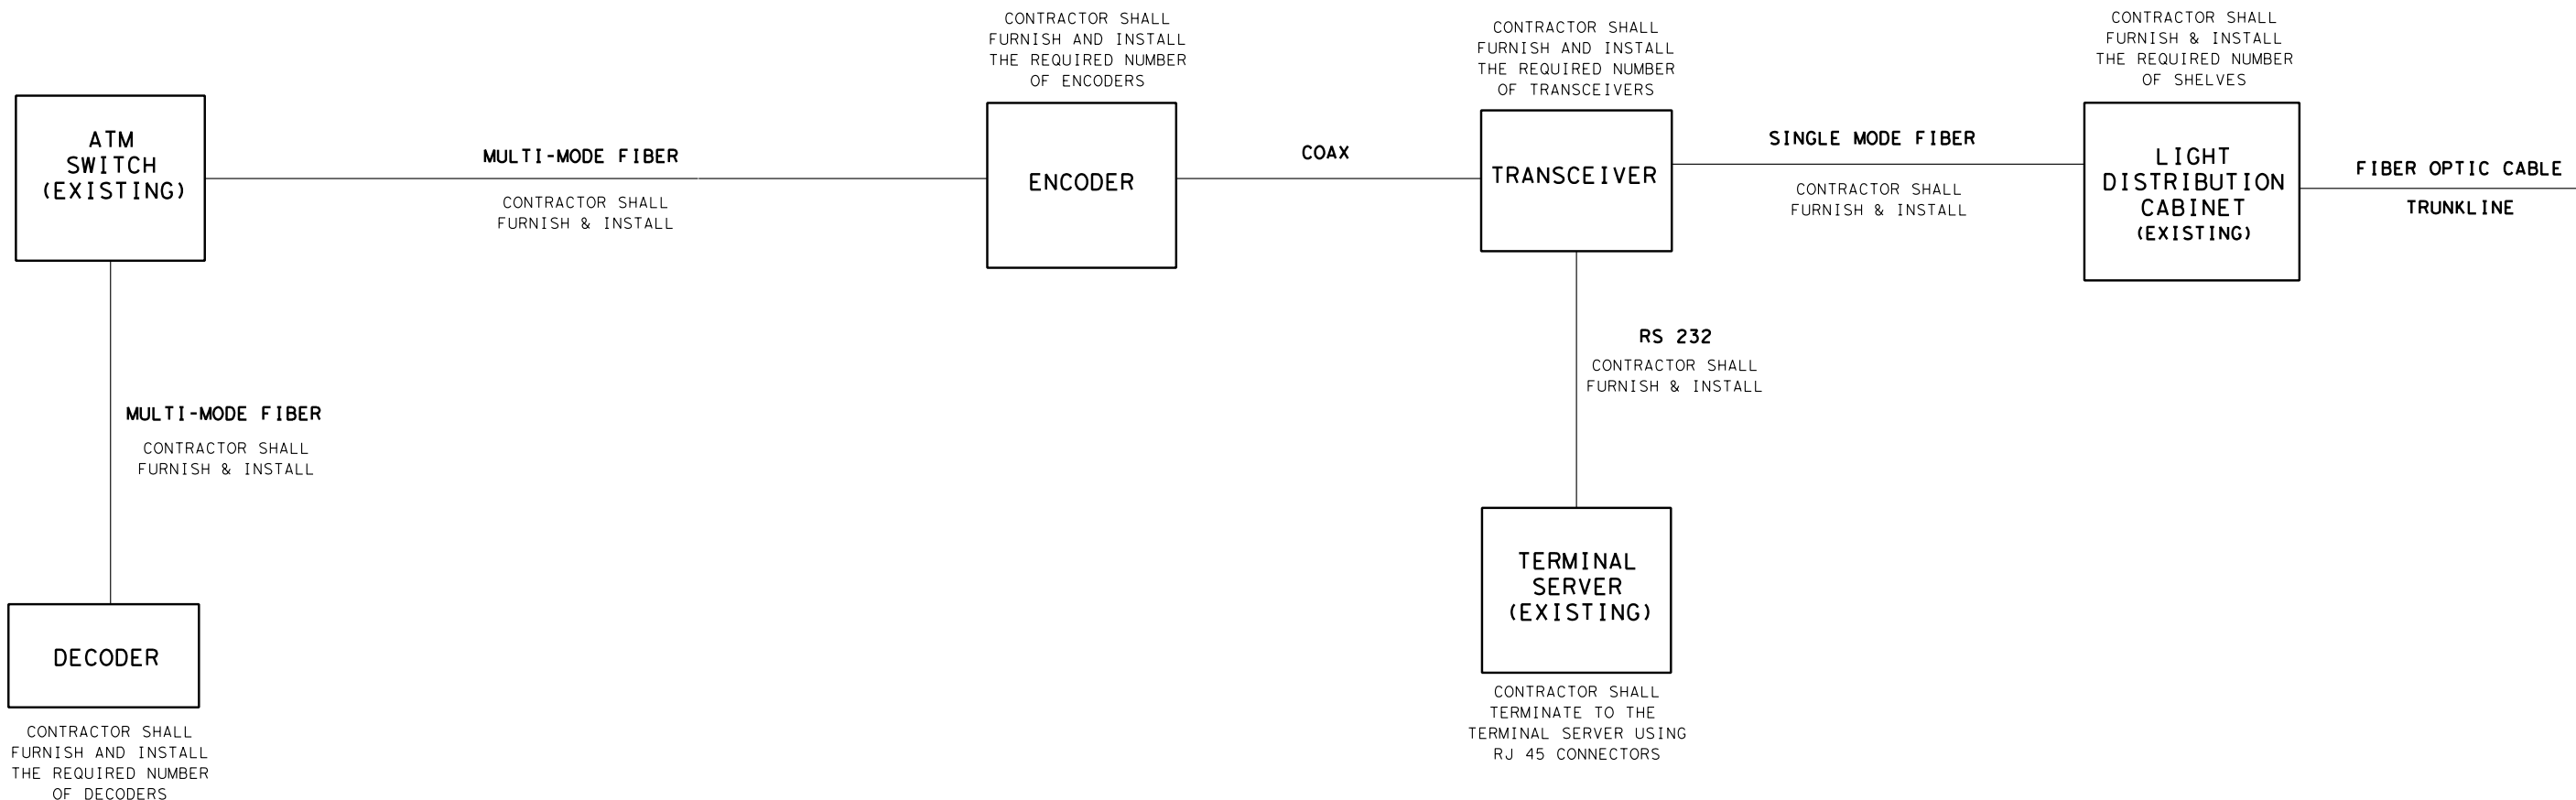 CONTRACTOR SHALL
FURNISH AND INSTALL
THE REQUIRED NUMBER
OF ENCODERS
CONTRACTOR SHALL
FURNISH AND INSTALL
THE REQUIRED NUMBER
OF TRANSCEIVERS
CONTRACTOR SHALL
FURNISH & INSTALL
THE REQUIRED NUMBER
OF SHELVES
ATM
SWITCH
(EXISTING)
MULTI-MODE FIBER
CONTRACTOR SHALL
FURNISH & INSTALL
ENCODER
COAX
TRANSCEIVER
SINGLE MODE FIBER
CONTRACTOR SHALL
FURNISH & INSTALL
LIGHT
DISTRIBUTION
CABINET
(EXISTING)
FIBER OPTIC CABLE
TRUNKLINE
RS 232
CONTRACTOR SHALL
FURNISH & INSTALL
MULTI-MODE FIBER
CONTRACTOR SHALL
FURNISH & INSTALL
TERMINAL
SERVER
(EXISTING)
DECODER
CONTRACTOR SHALL
TERMINATE TO THE
TERMINAL SERVER USING
RJ 45 CONNECTORS
CONTRACTOR SHALL
FURNISH AND INSTALL
THE REQUIRED NUMBER
OF DECODERS